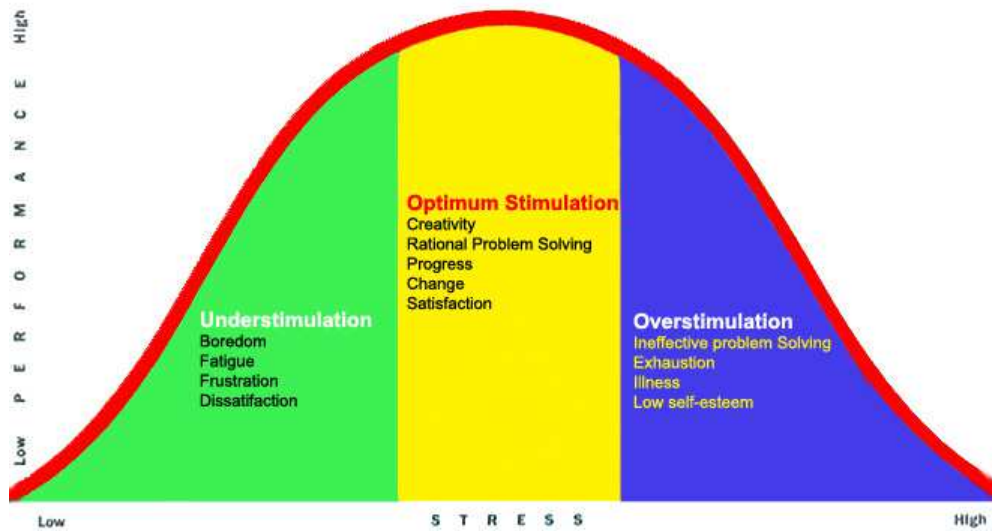 High
PERFORMANCE
Low
Optimum Stimulation
Creativity
Rational Problem Solving
Progress
Change
Satisfaction
Understimulation
Boredom
Fatigue
Frustration
Dissatifaction
Overstimulation
Ineffective problem Solving
Exhaustion
Illness
Low self-esteem
Low STRESS High